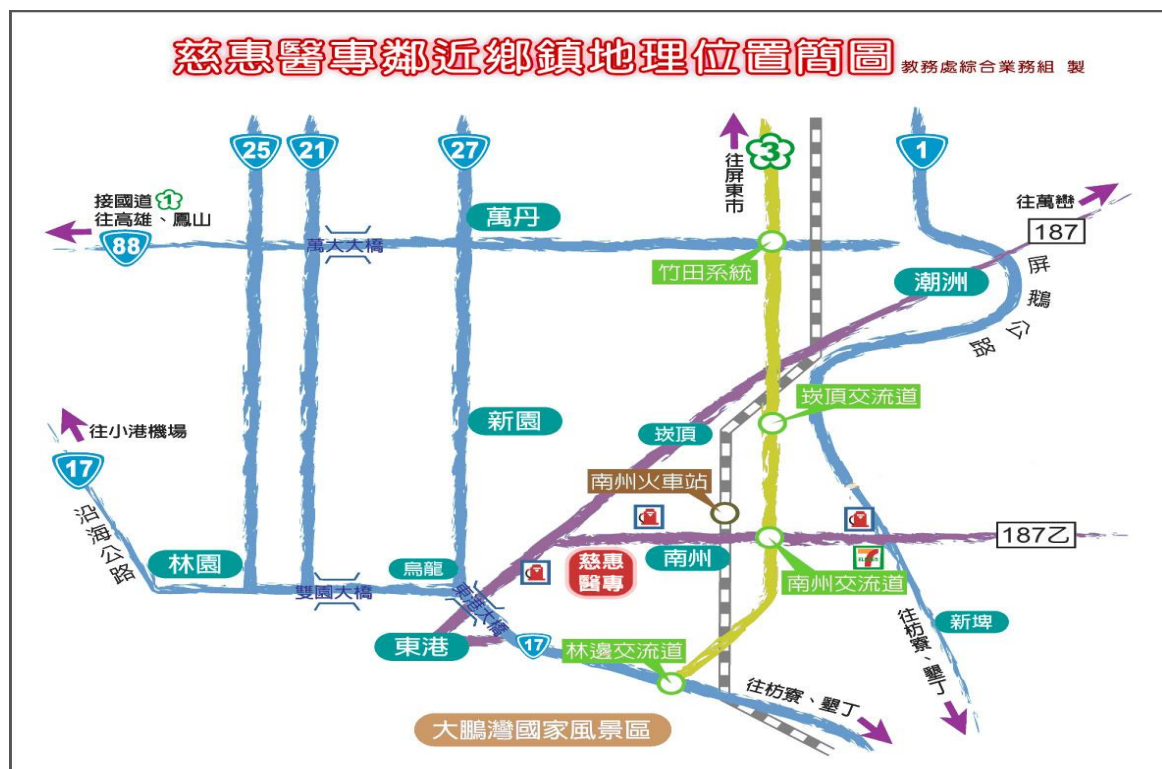 慈惠醫專鄰近鄉鎮地理位置簡圖
教務處綜合業務組 製
25
21
27
3
1
往屏東市
接國道1
往高雄、鳳山
88
萬大大橋
萬丹
往萬巒
187
竹田系統
潮洲
屏鵝公路
往小港機場
17
沿海公路
新園
崁頂
崁頂交流道
南州火車站
187乙
林園
烏龍
雙園大橋
東港大橋
慈惠
醫專
南州
7
南州交流道
東港
17
林邊交流道
新埤
往枋寮、墾丁
往枋寮、墾丁
大鵬灣國家風景區